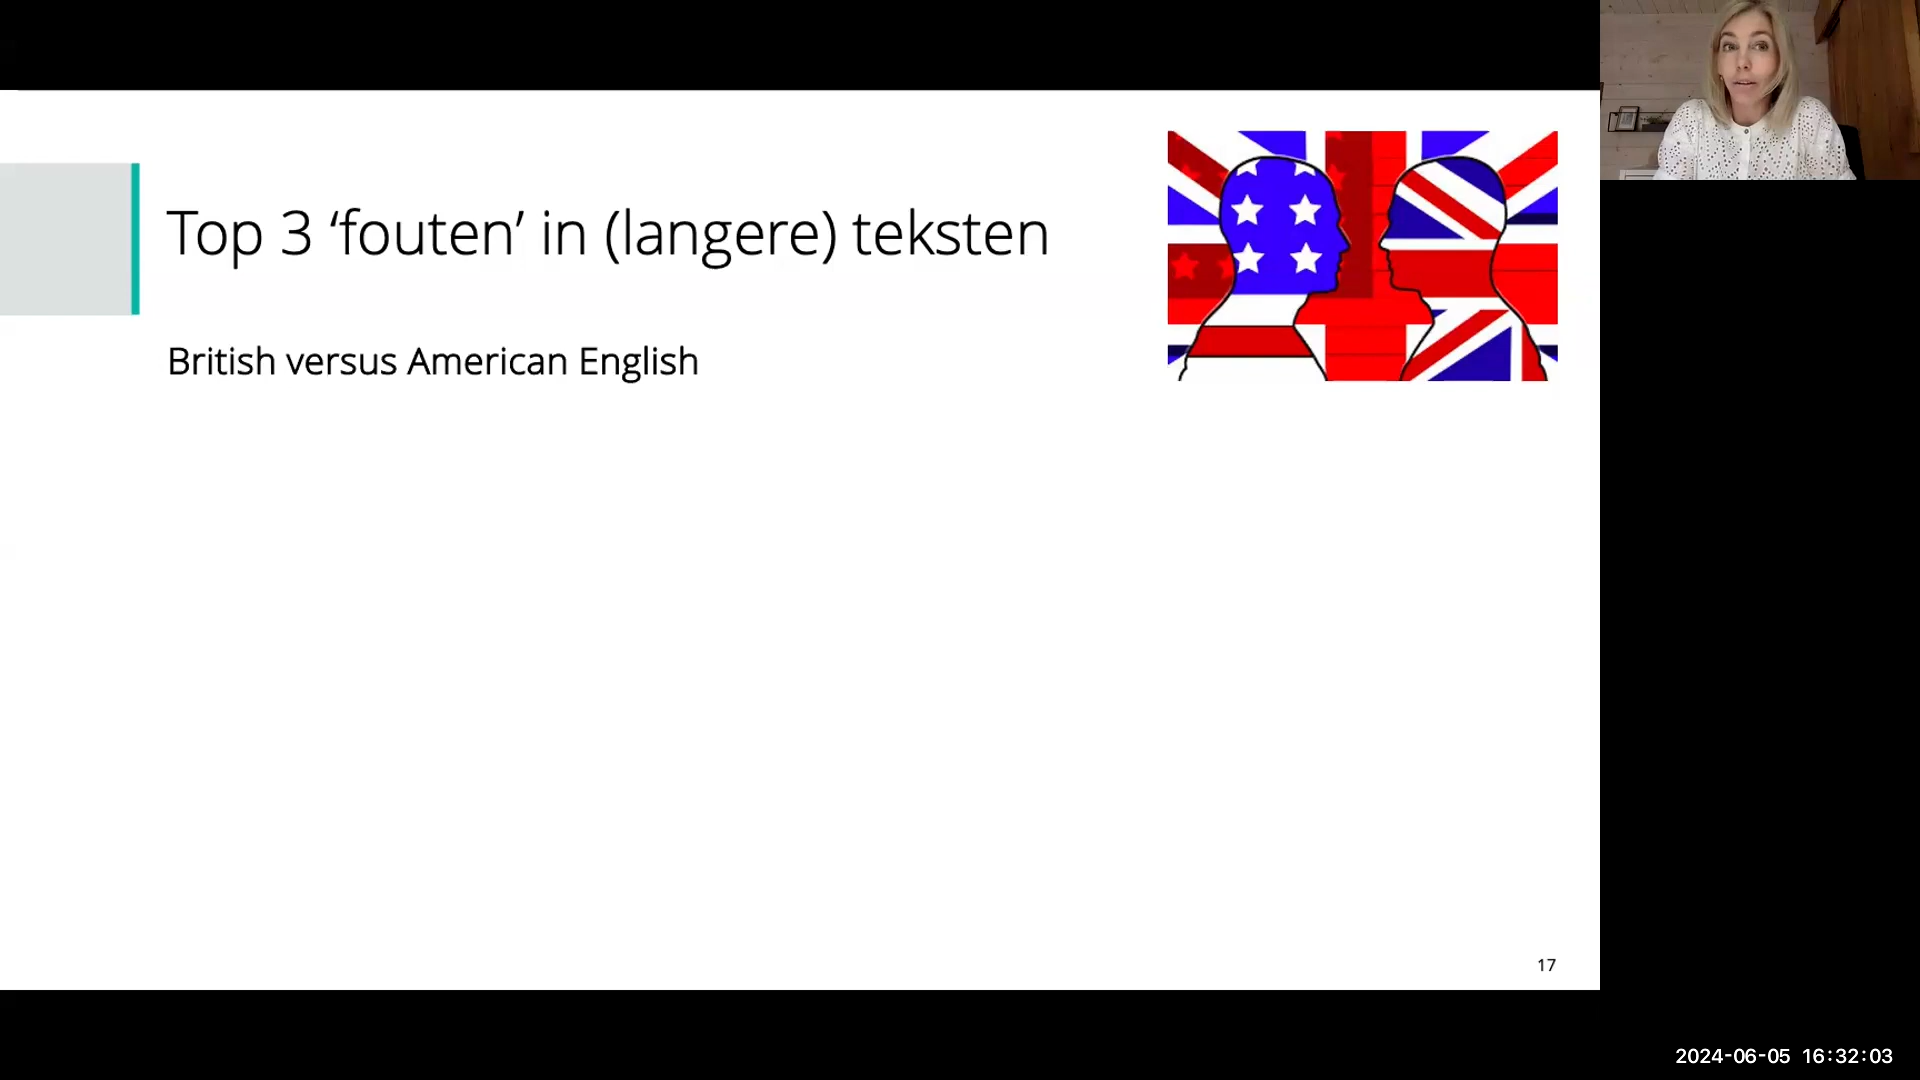 Top 3 ‘fouten’ in (langere) teksten
British versus American English
17
2024-06-05 16:32:03